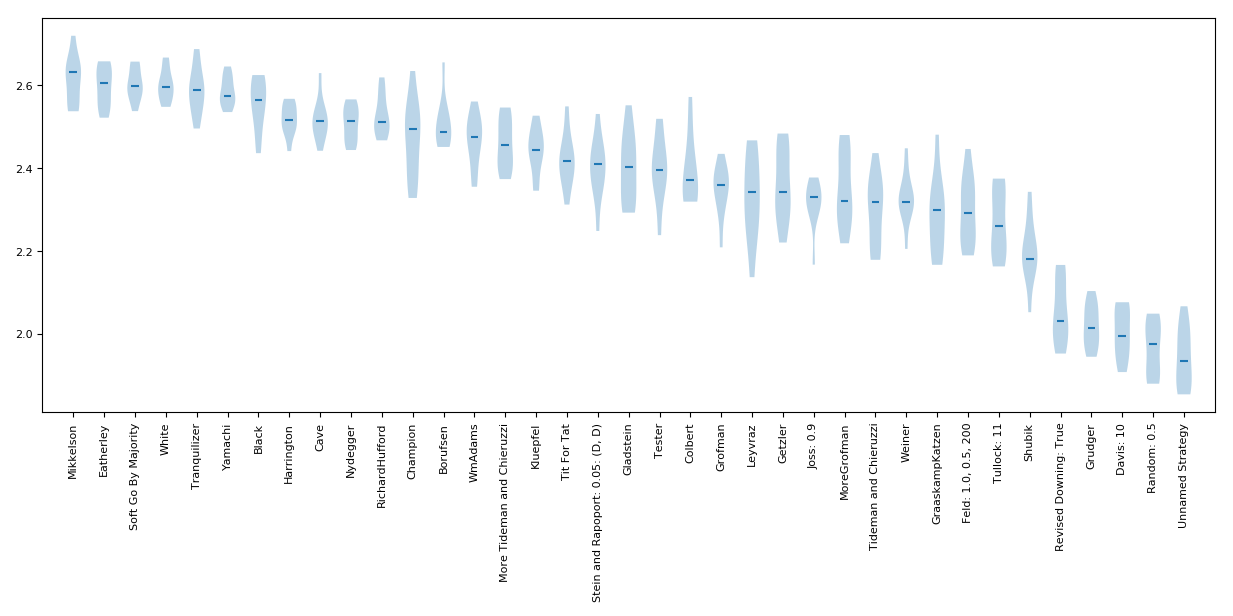 2.6
2.4
2.2
2.0
Mikkelson
Eatherley
Soft Go By Majority
White
Tranquilizer
Yamachi
Black
Harrington
Cave
Nydegger
RichardHufford
Champion
Borufsen
WmAdams
More Tideman and Chieruzzi
Kluepfel
Tit For Tat
Stein and Rapoport: 0.05: (D, D)
Gladstein
Tester
Colbert
Grofman
Leyvraz
Getzler
Joss: 0.9
MoreGrofman
Tideman and Chieruzzi
Weiner
GraaskampKatzen
Feld: 1.0, 0.5, 200
Tullock: 11
Shubik
Revised Downing: True
Grudger
Davis: 10
Random: 0.5
Unnamed Strategy